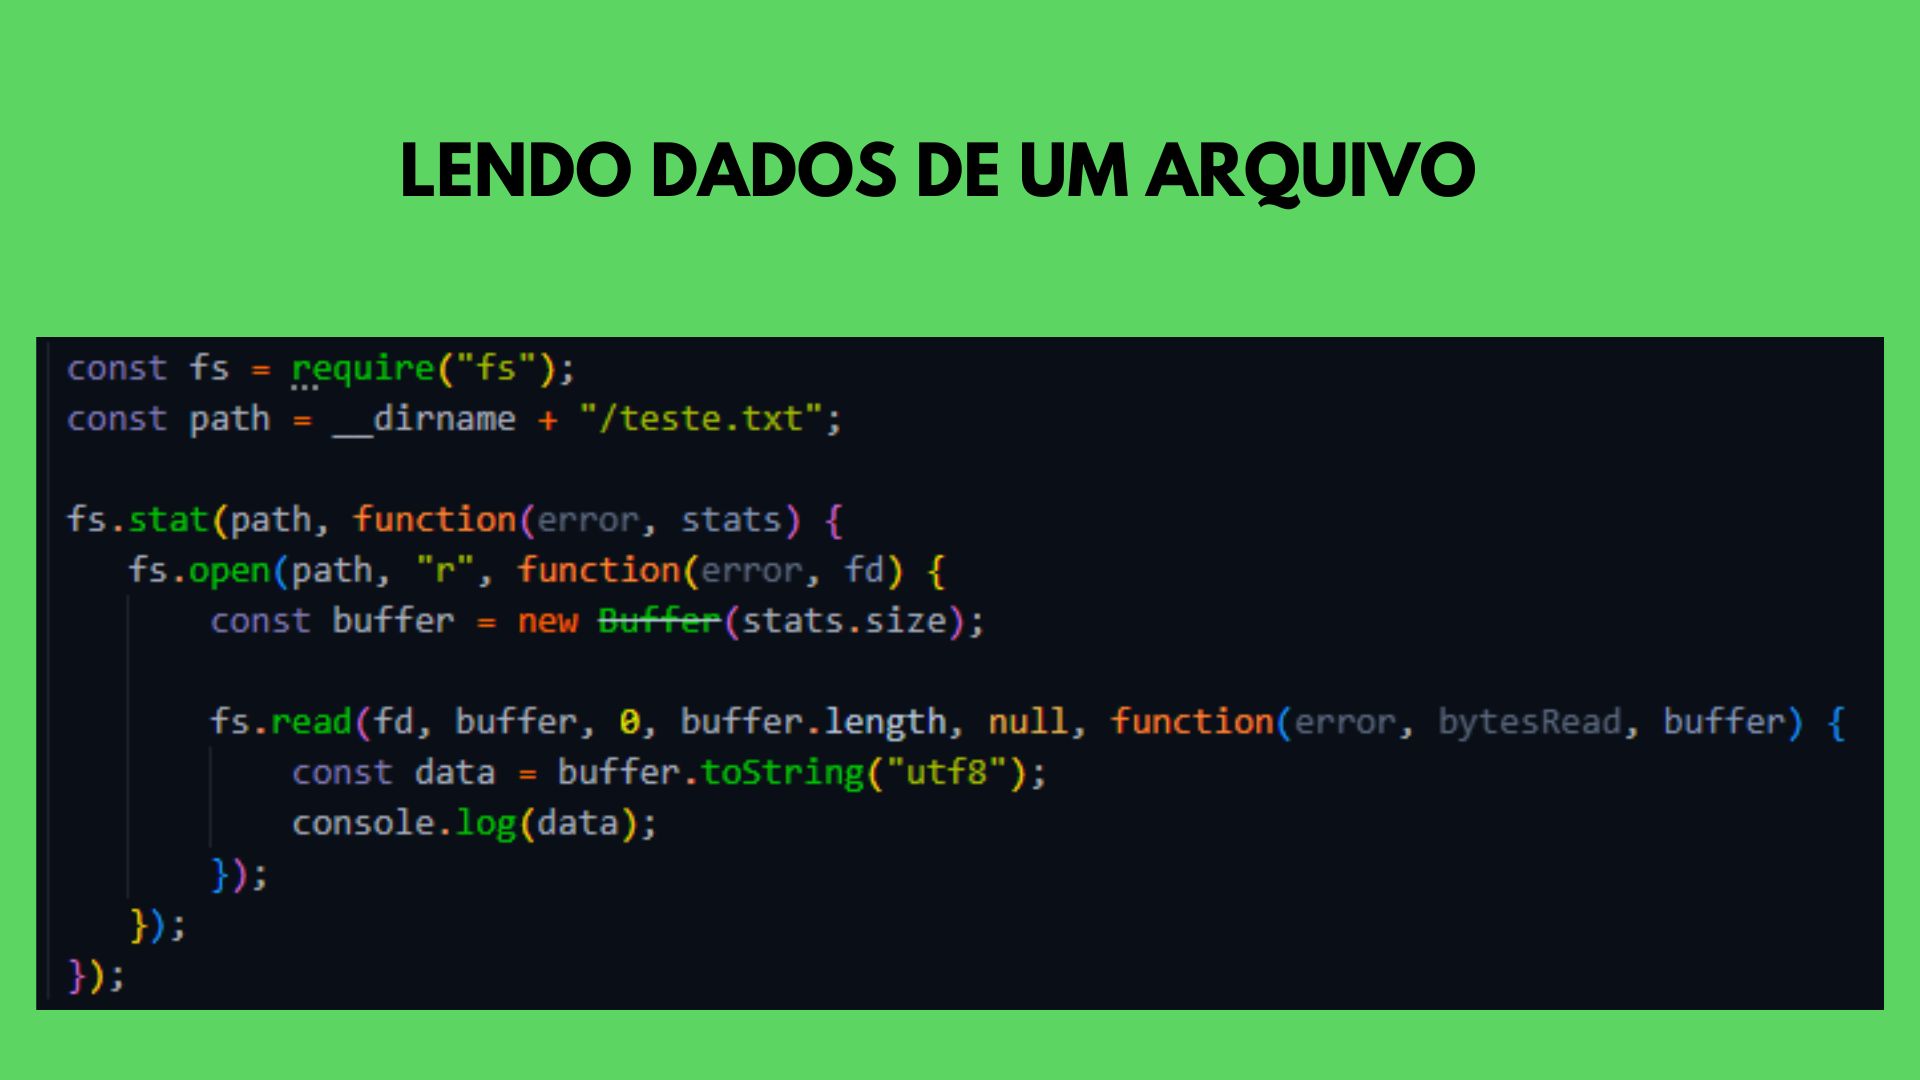 LENDO DADOS DE UM ARQUIVO
const fs = require("fs");
const path = __dirname + "/teste.txt";
fs.stat(path, function(error, stats) {
fs.open(path, "r", function(error, fd) {
const buffer = new Buffer(stats.size);
fs.read(fd, buffer, 0, buffer.length, null, function(error, bytesRead, buffer) {
const data = buffer.toString("utf8");
console.log(data);
});
});
});